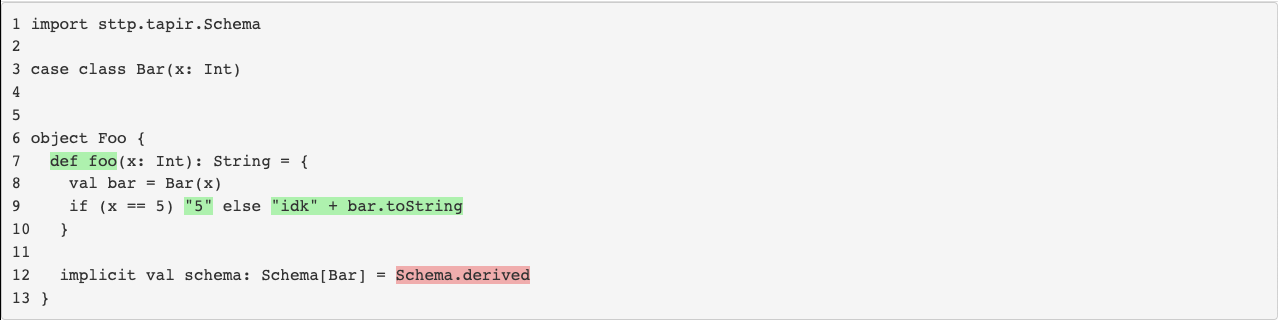 1 import sttp.tapir.Schema
2
3 case class Bar(x: Int)
4
5
6 object Foo {
7   def foo(x: Int): String = {
8     val bar = Bar(x)
9     if (x == 5) "5" else "idk" + bar.toString
10   }
11
12   implicit val schema: Schema[Bar] = Schema.derived
13 }